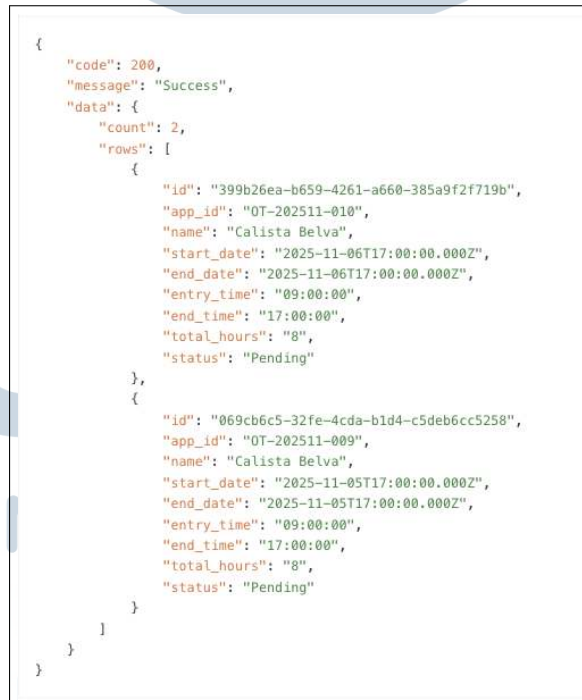 {
    "code": 200,
    "message": "Success",
    "data": {
        "count": 2,
        "rows": [
            {
                "id": "399b26ea-b659-4261-a660-385a9f2f719b",
                "app_id": "OT-202511-010",
                "name": "Calista Belva",
                "start_date": "2025-11-06T17:00:00.000Z",
                "end_date": "2025-11-06T17:00:00.000Z",
                "entry_time": "09:00:00",
                "end_time": "17:00:00",
                "total_hours": "8",
                "status": "Pending"
            },
            {
                "id": "069cb6c5-32fe-4cda-b1d4-c5deb6cc5258",
                "app_id": "OT-202511-009",
                "name": "Calista Belva",
                "start_date": "2025-11-05T17:00:00.000Z",
                "end_date": "2025-11-05T17:00:00.000Z",
                "entry_time": "09:00:00",
                "end_time": "17:00:00",
                "total_hours": "8",
                "status": "Pending"
            }
        ]
    }
}